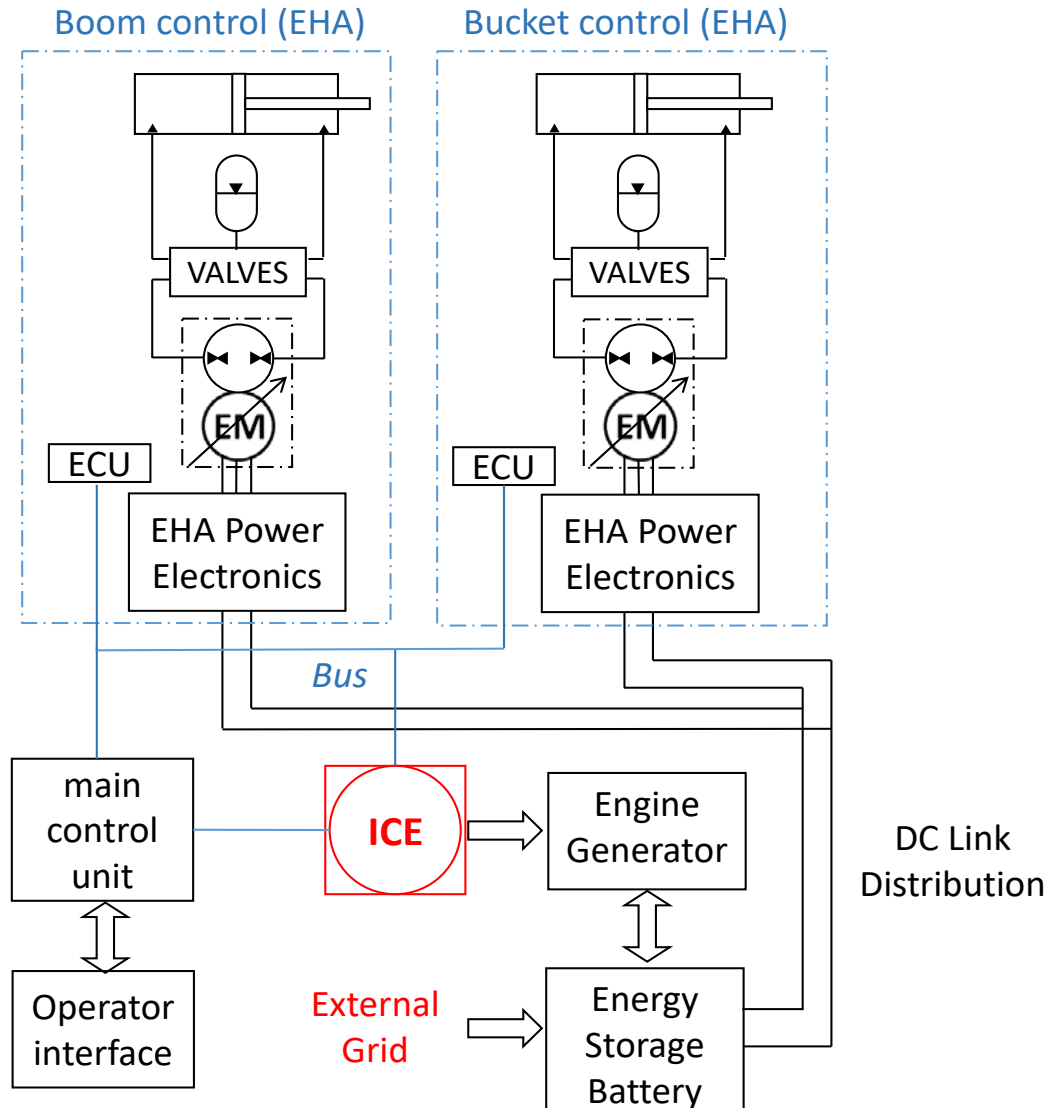 Boom control (EHA)
Bucket control (EHA)
VALVES
VALVES
EM
EM
ECU
ECU
EHA Power
Electronics
EHA Power
Electronics
Bus
main
control
unit
ICE
Engine
Generator
DC Link
Distribution
Operator
interface
External
Grid
Energy
Storage
Battery